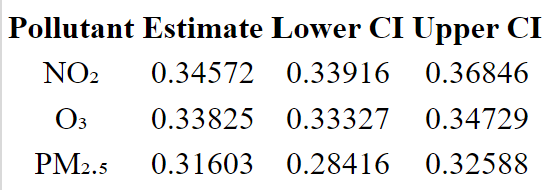 Pollutant Estimate Lower CI Upper CI
NO₂ 0.34572 0.33916 0.36846
O₃ 0.33825 0.33327 0.34729
PM₂.₅ 0.31603 0.28416 0.32588